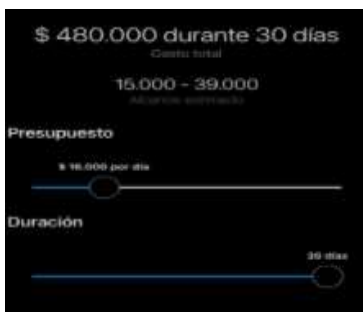 $ 480.000 durante 30 días
Gasto total
15.000 - 39.000
Alcance estimado
Presupuesto
$ 16.000 por día
Duración
30 días